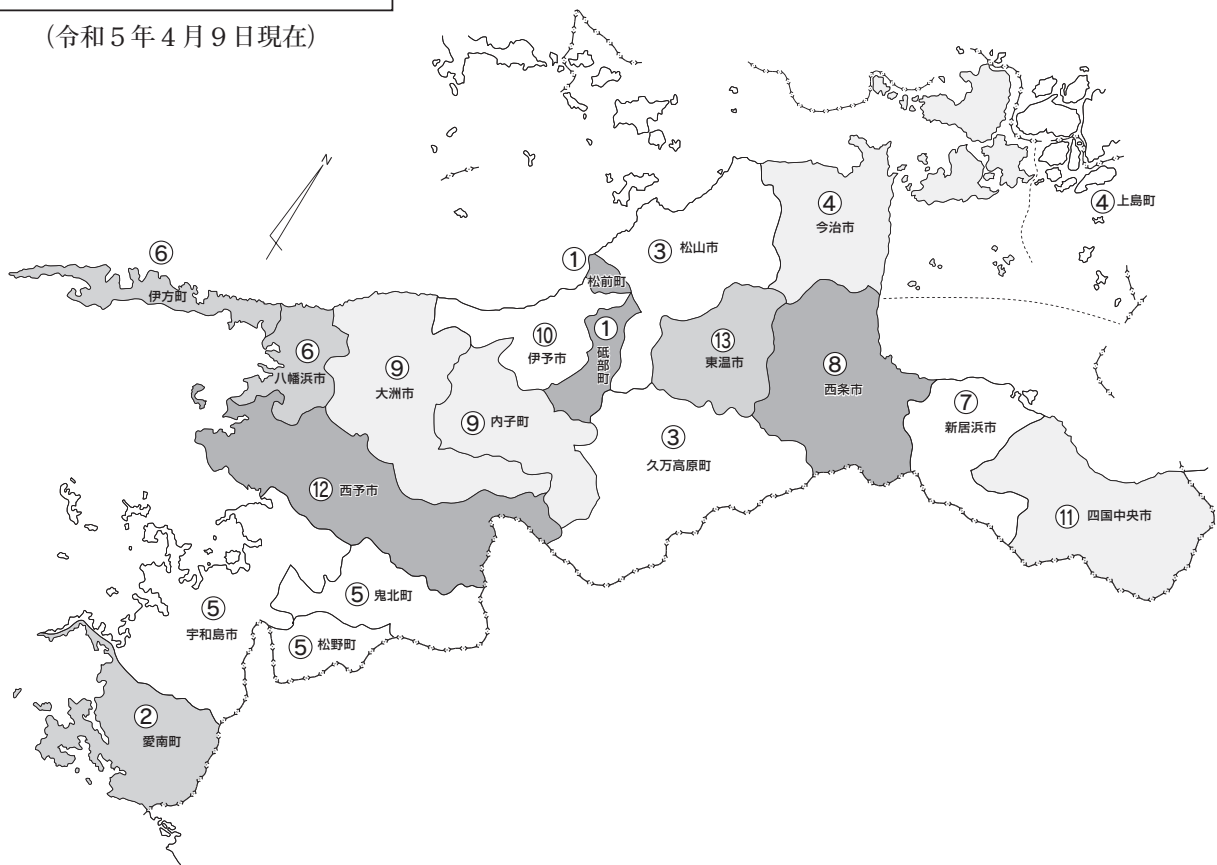 (令和5年4月9日現在)
N
④
上島町
④
今治市
③
松山市
⑥
伊方町
①
松前町
⑩
伊予市
①
砥部町
⑬
東温市
⑧
西条市
⑥
八幡浜市
⑨
大洲市
⑨
内子町
⑦
新居浜市
③
久万高原町
⑫
西予市
⑪
四国中央市
⑤
鬼北町
⑤
宇和島市
⑤
松野町
②
愛南町